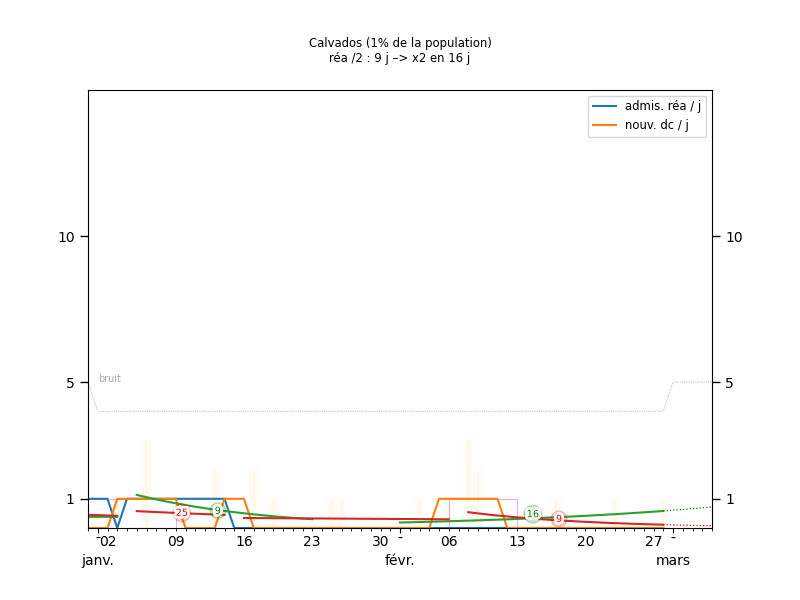 Calvados (1% de la population)
réa /2 : 9 j –> x2 en 16 j
admis. réa / j
nouv. dc / j
10
10
bruit
5
5
1
1
25
9
16
9
02
09
16
23
30
06
13
20
27
janv.
févr.
mars